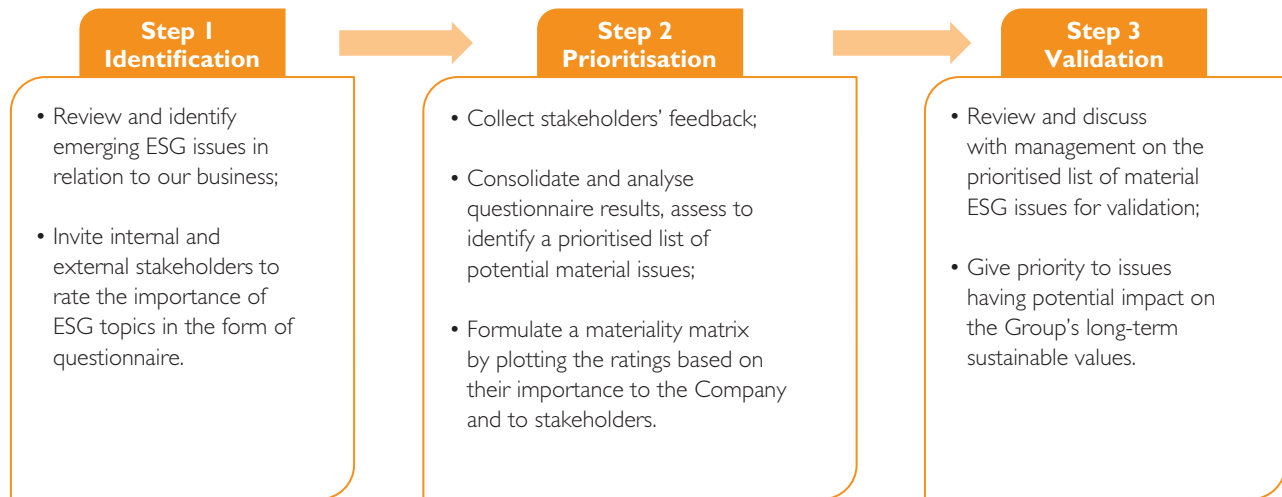 Step 1
Identification
• Review and identify
emerging ESG issues in
relation to our business;
• Invite internal and
external stakeholders to
rate the importance of
ESG topics in the form of
questionnaire.
Step 2
Prioritisation
• Collect stakeholders’ feedback;
• Consolidate and analyse
questionnaire results, assess to
identify a prioritised list of
potential material issues;
• Formulate a materiality matrix
by plotting the ratings based on
their importance to the Company
and to stakeholders.
Step 3
Validation
• Review and discuss
with management on the
prioritised list of material
ESG issues for validation;
• Give priority to issues
having potential impact on
the Group’s long-term
sustainable values.